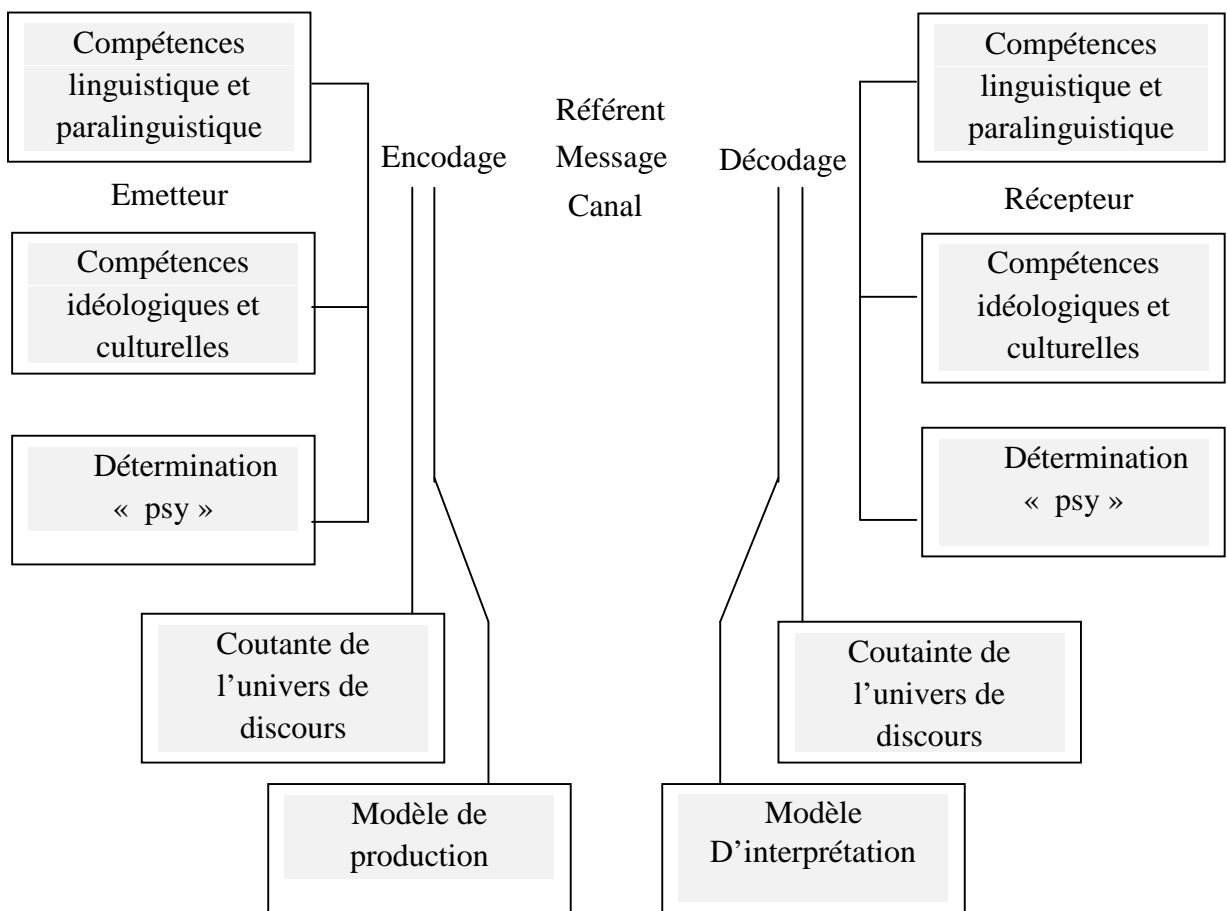 Compétences
linguistique et
paralinguistique
Emetteur
Compétences
idéologiques et
culturelles
Détermination
«  psy »
Encodage
Référent
Message
Canal
Décodage
Compétences
linguistique et
paralinguistique
Récepteur
Compétences
idéologiques et
culturelles
Détermination
«  psy »
Coutante de
l’univers de
discours
Coutainte de
l’univers de
discours
Modèle de
production
Modèle
D’interprétation